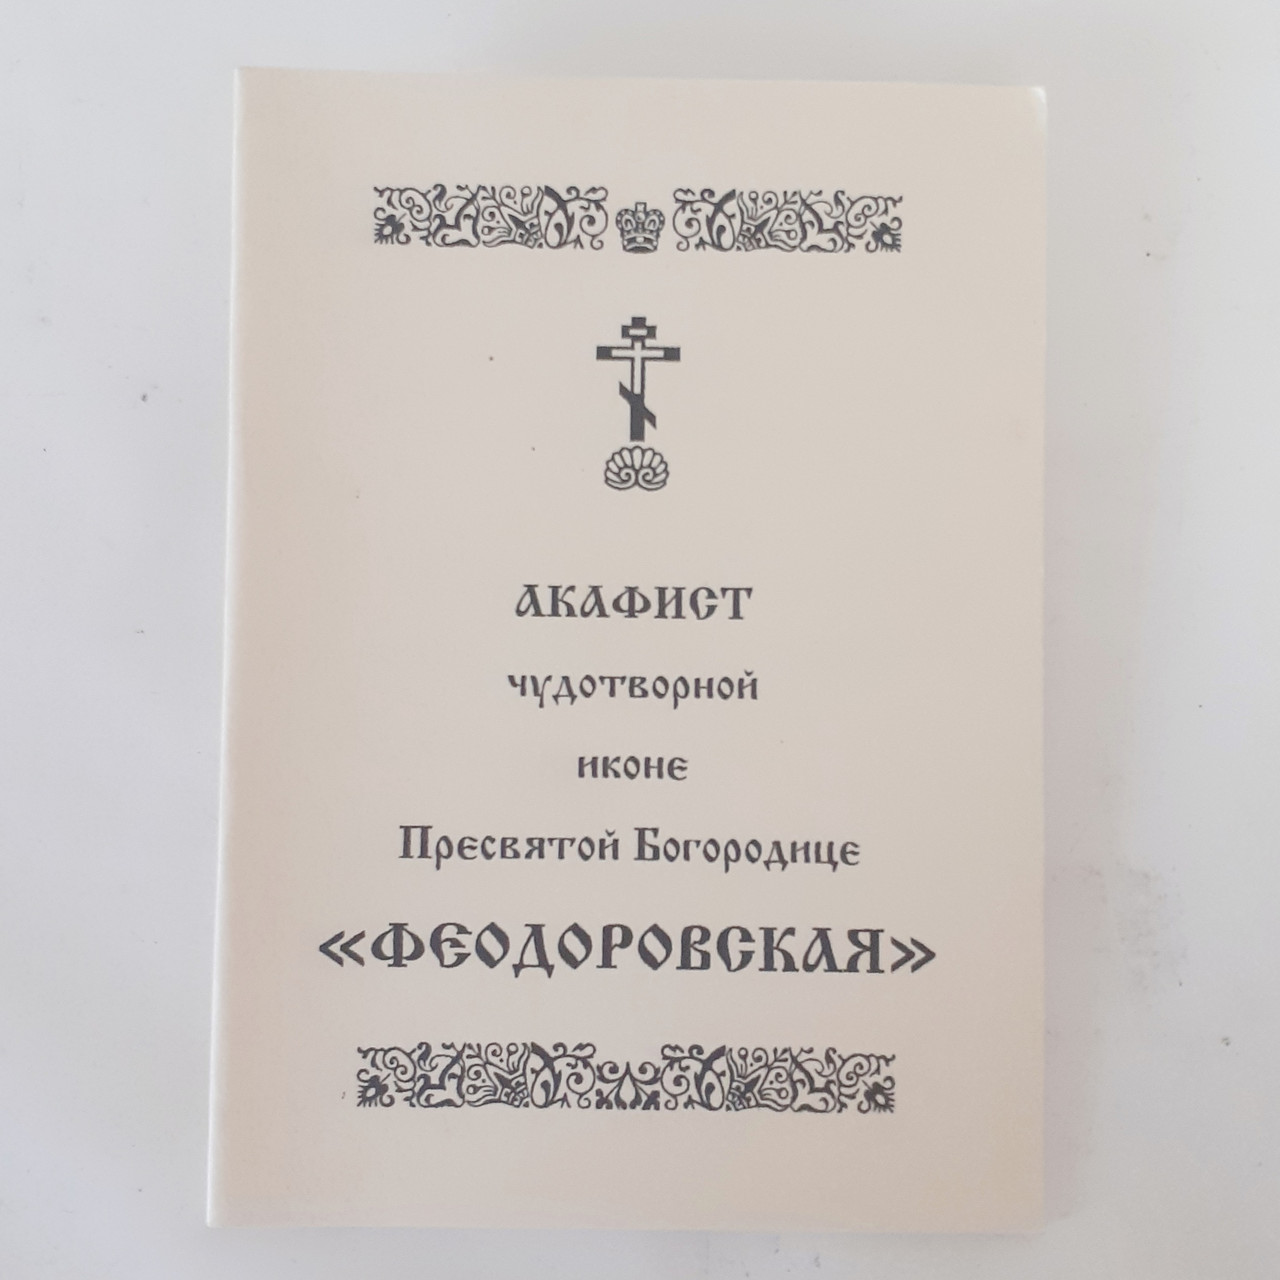 АКАФИСТ
чудотворной
иконе
Пресвятой Богородице
«ФЕОДОРОВСКАЯ»